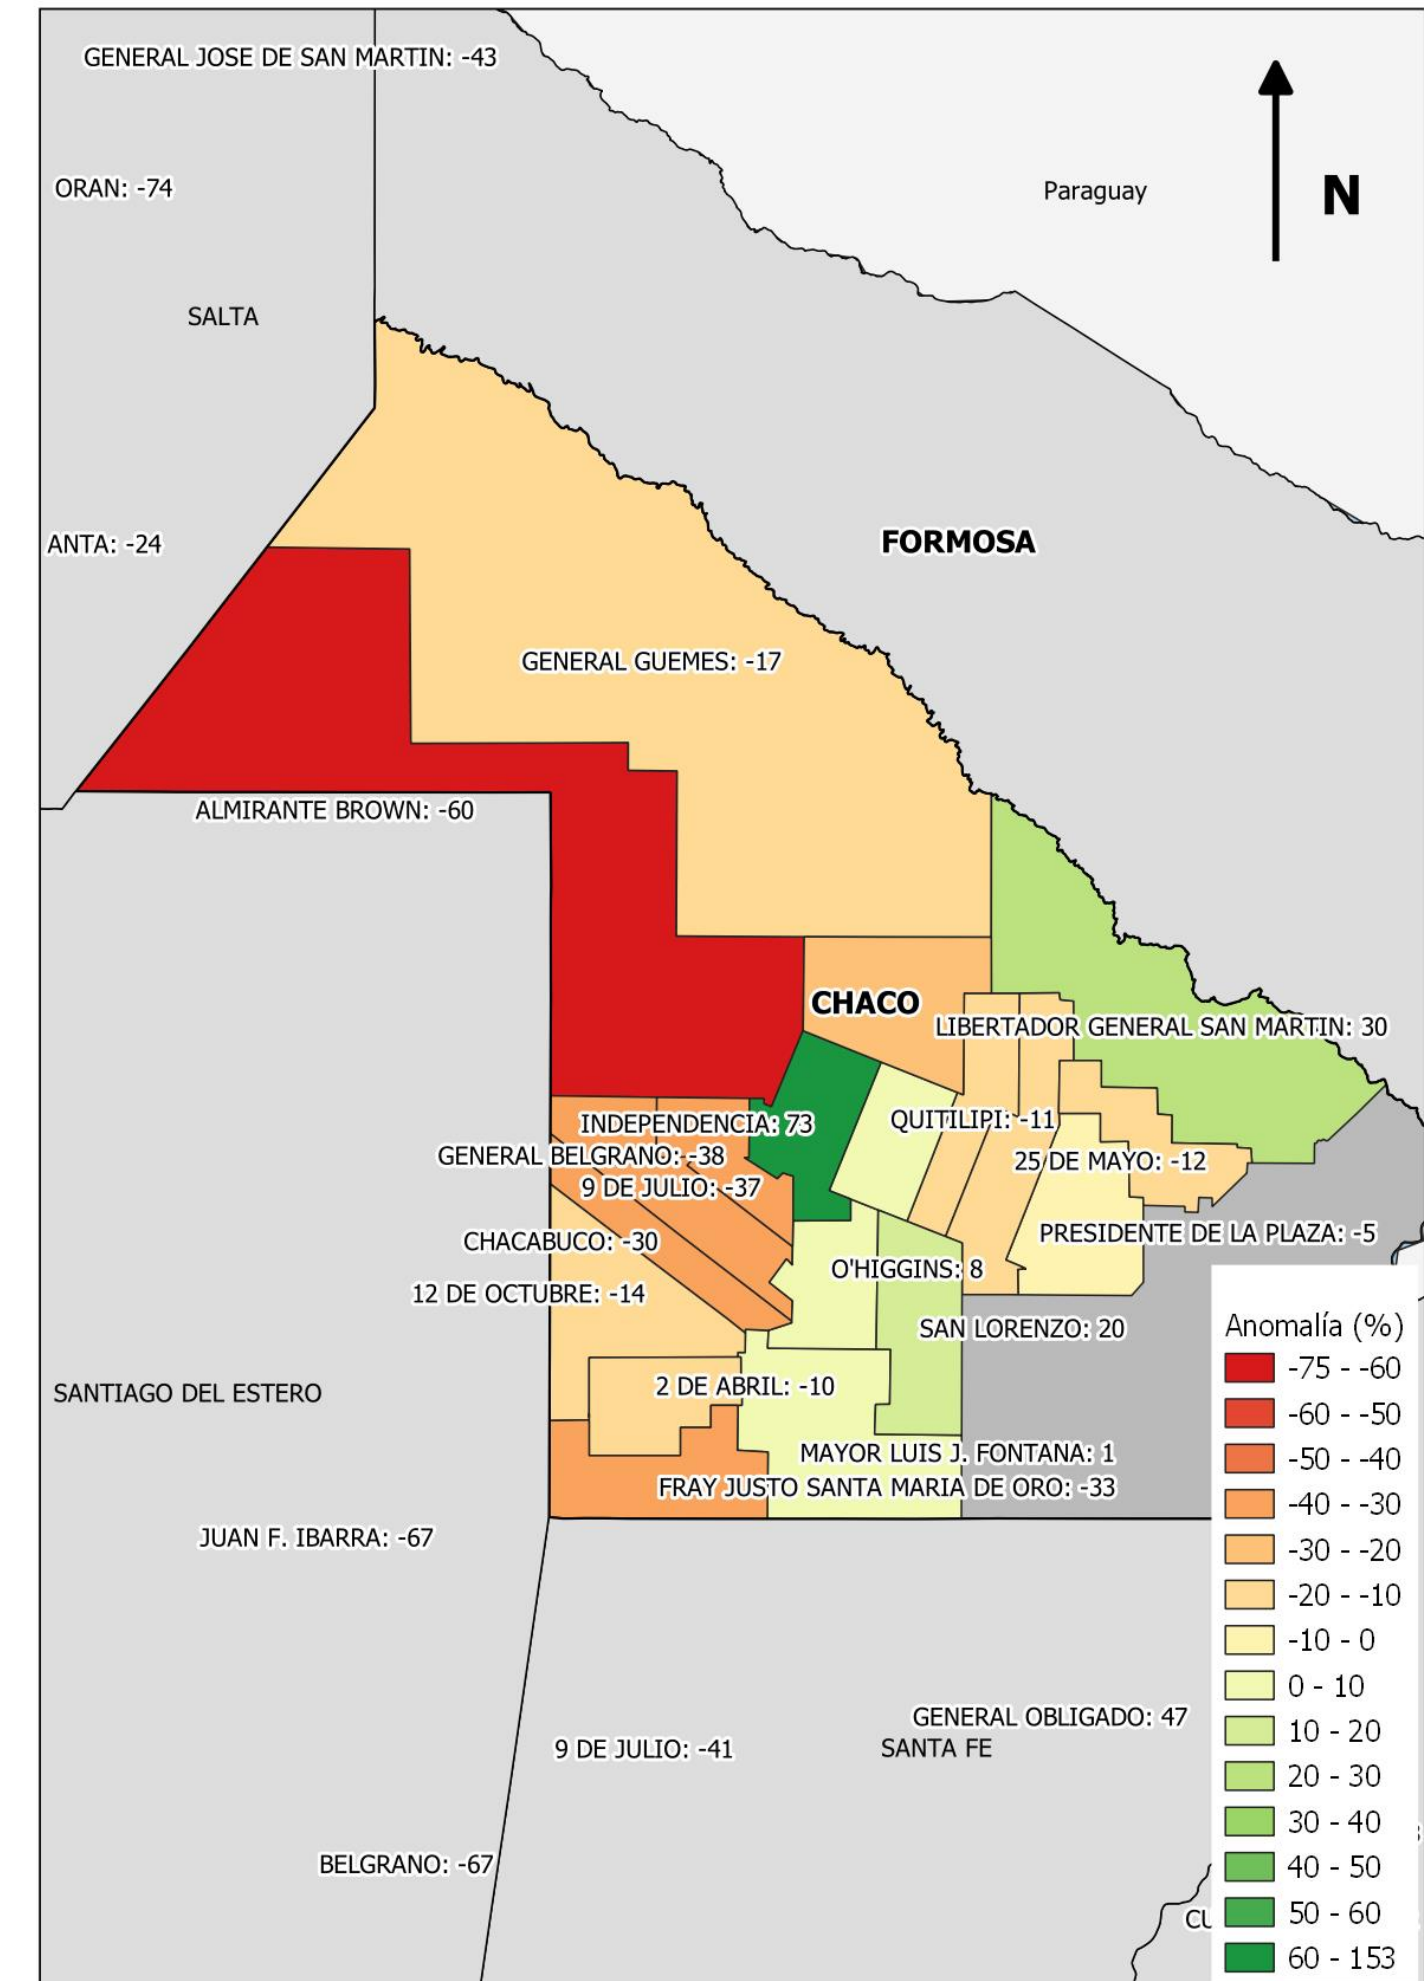 GENERAL JOSE DE SAN MARTIN: -43
ORAN: -74
Paraguay
N
SALTA
ANTA: -24
FORMOSA
GENERAL GUEMES: -17
ALMIRANTE BROWN: -60
CHACO
LIBERTADOR GENERAL SAN MARTIN: 30
INDEPENDENCIA: 73
QUITILIPI: -11
GENERAL BELGRANO: -38
25 DE MAYO: -12
9 DE JULIO: -37
PRESIDENTE DE LA PLAZA: -5
CHACABUCO: -30
O'HIGGINS: 8
12 DE OCTUBRE: -14
SAN LORENZO: 20
2 DE ABRIL: -10
SANTIAGO DEL ESTERO
MAYOR LUIS J. FONTANA: 1
FRAY JUSTO SANTA MARIA DE ORO: -33
JUAN F. IBARRA: -67
GENERAL OBLIGADO: 47
9 DE JULIO: -41
SANTA FE
BELGRANO: -67
Anomalía (%)
-75 - -60
-60 - -50
-50 - -40
-40 - -30
-30 - -20
-20 - -10
-10 - 0
0 - 10
10 - 20
20 - 30
30 - 40
40 - 50
50 - 60
60 - 153